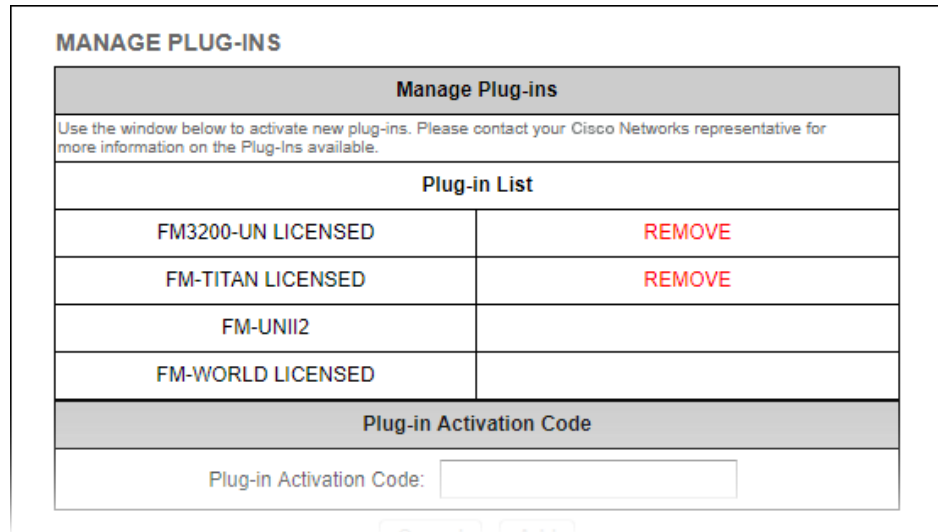 MANAGE PLUG-INS
Manage Plug-ins
Use the window below to activate new plug-ins. Please contact your Cisco Networks representative for
more information on the Plug-Ins available.
Plug-in List
FM3200-UN LICENSED REMOVE
FM-TITAN LICENSED REMOVE
FM-UNII2
FM-WORLD LICENSED
Plug-in Activation Code
Plug-in Activation Code: